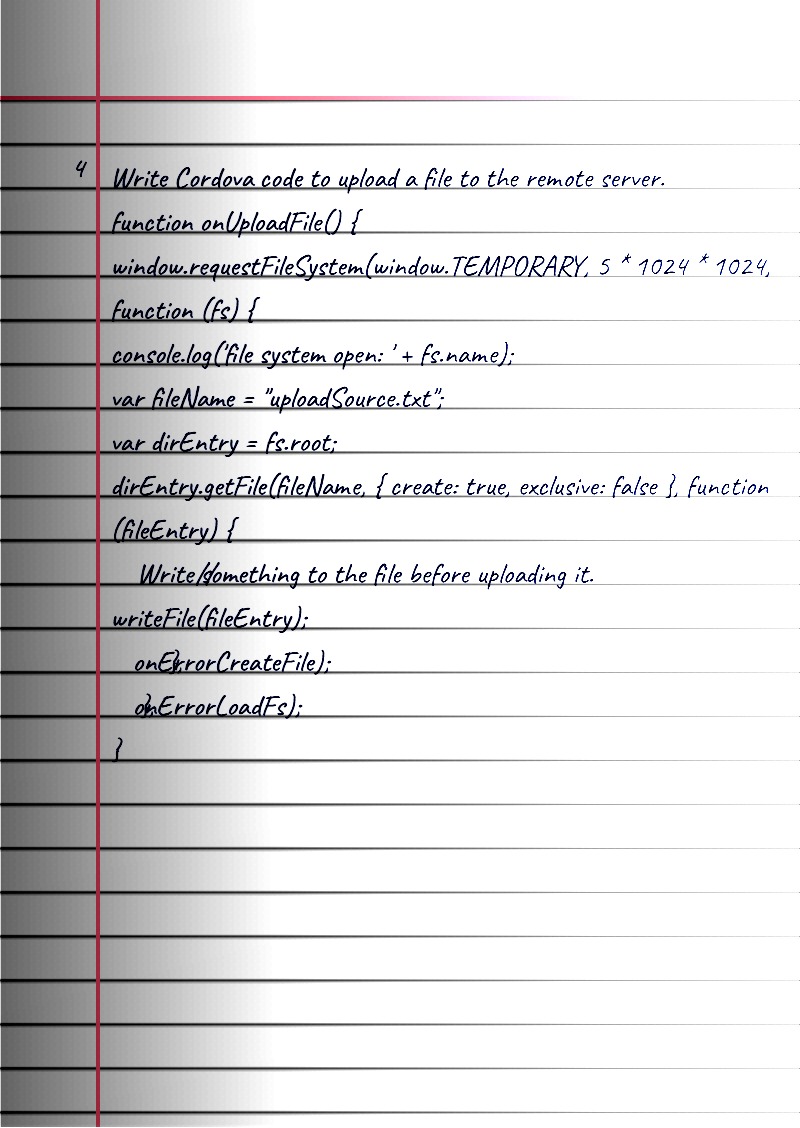 4 Write Cordova code to upload a file to the remote server.
function onUploadFile() {
window.requestFileSystem(window.TEMPORARY, 5 * 1024 * 1024,
function (fs) {
console.log('file system open: ' + fs.name);
var fileName = "uploadSource.txt";
var dirEntry = fs.root;
dirEntry.getFile(fileName, { create: true, exclusive: false }, function
(fileEntry) {
// Write something to the file before uploading it.
writeFile(fileEntry);
}, onErrorCreateFile);
}, onErrorLoadFs);
}